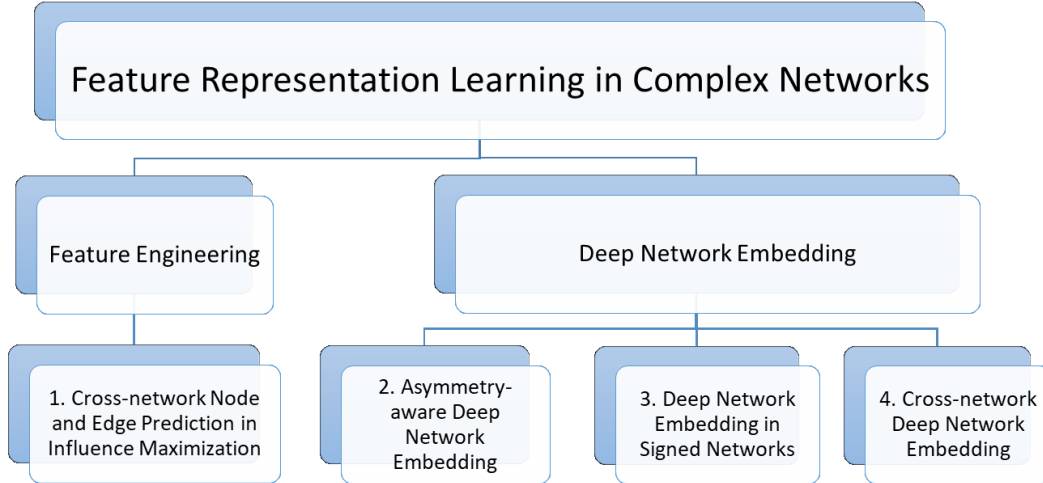 Feature Representation Learning in Complex Networks
Feature Engineering
Deep Network Embedding
1. Cross-network Node
and Edge Prediction in
Influence Maximization
2. Asymmetry-
aware Deep
Network
Embedding
3. Deep Network
Embedding in
Signed Networks
4. Cross-network
Deep Network
Embedding